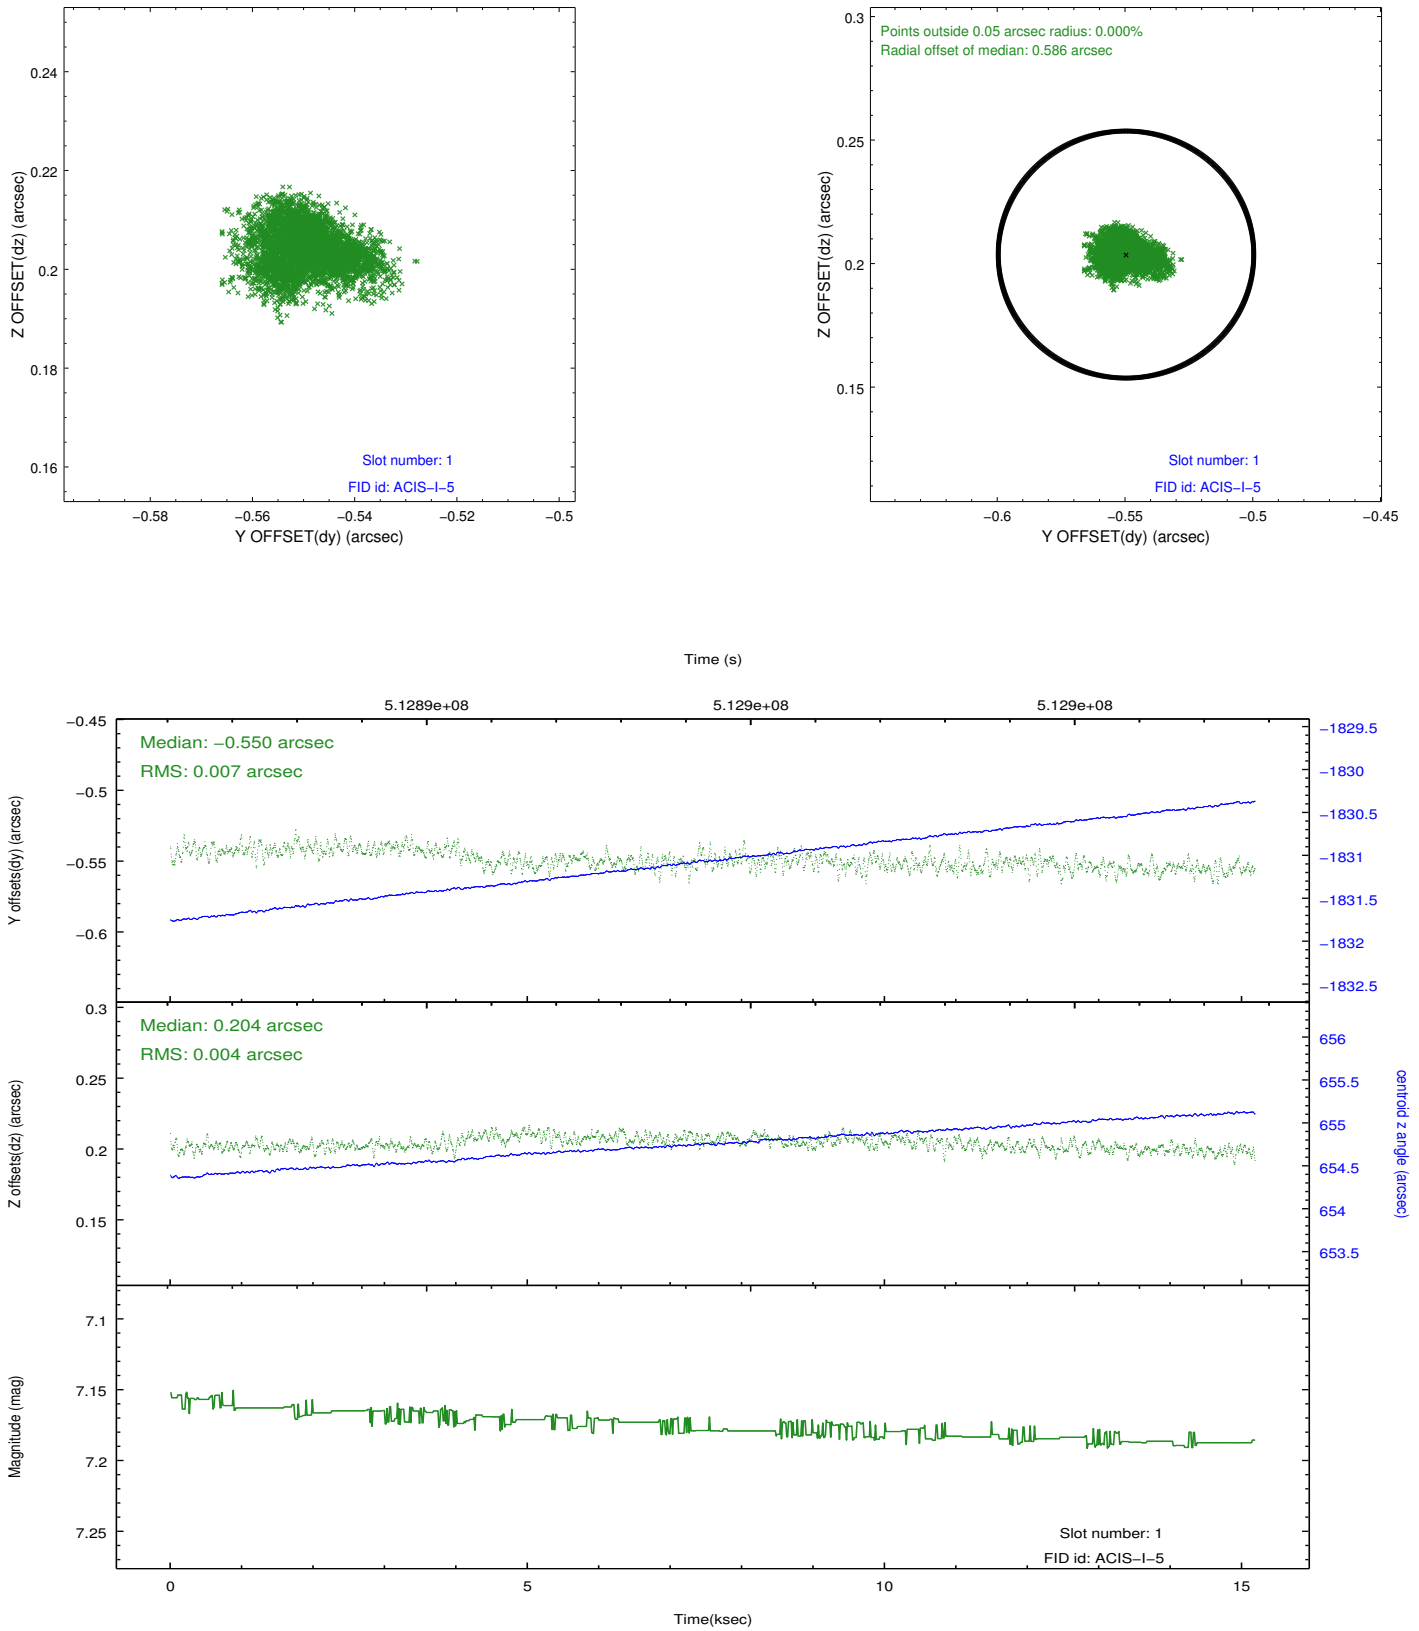 0.24
0.22
0.2
0.18
0.16
Z OFFSET(dz) (arcsec)
Slot number: 1
FID id: ACIS-I-5
−0.58 −0.56 −0.54 −0.52 −0.5
Y OFFSET(dy) (arcsec)
Points outside 0.05 arcsec radius: 0.000%
Radial offset of median: 0.586 arcsec
0.3
0.25
0.2
0.15
Z OFFSET(dz) (arcsec)
Slot number: 1
FID id: ACIS-I-5
−0.6 −0.55 −0.5 −0.45
Y OFFSET(dy) (arcsec)
Time (s)
5.1289e+08 5.129e+08 5.129e+08
Median: −0.550 arcsec
RMS: 0.007 arcsec
−0.45
−0.5
−0.55
−0.6
Y offsets(dy) (arcsec)
−1829.5
−1830
−1830.5
−1831
−1831.5
−1832
−1832.5
Median: 0.204 arcsec
RMS: 0.004 arcsec
0.3
0.25
0.2
0.15
Z offsets(dz) (arcsec)
656
655.5
655
654.5
654
653.5
centroid z angle (arcsec)
7.1
7.15
7.2
7.25
Magnitude (mag)
Slot number: 1
FID id: ACIS-I-5
0 5 10 15
Time(ksec)